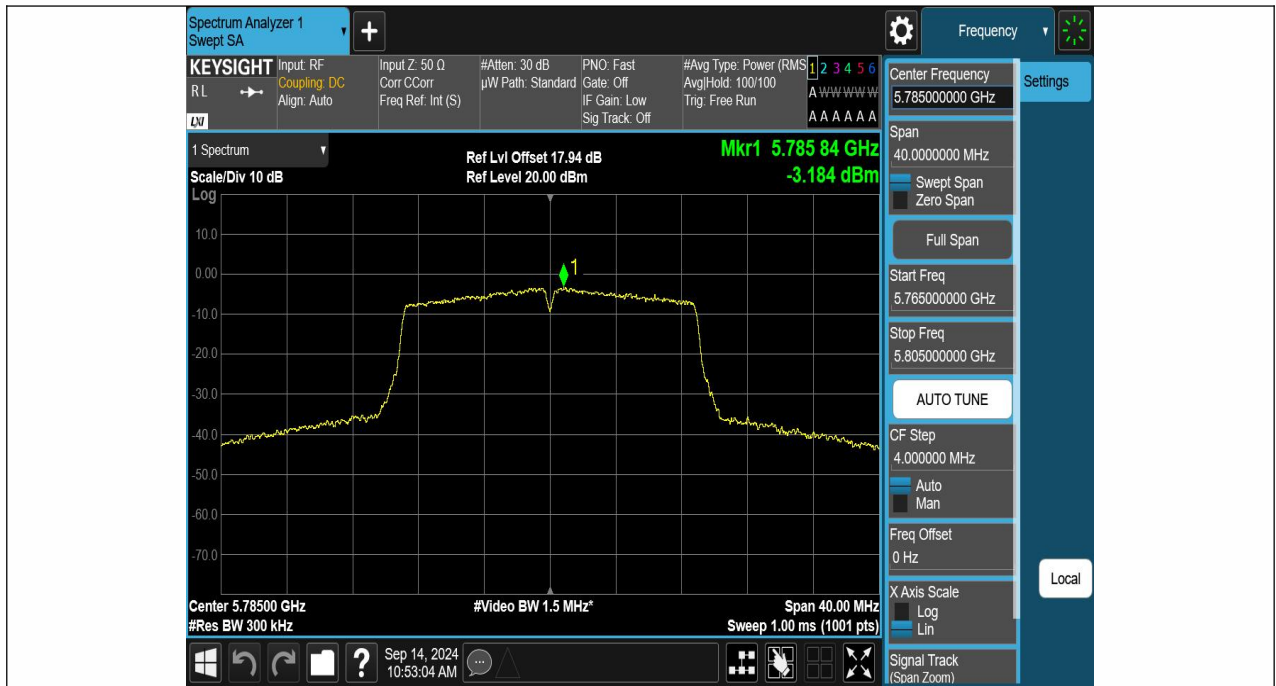 Spectrum Analyzer 1
Swept SA
+
Frequency
KEYSIGHT
RL
LXI
Input: RF
Coupling: DC
Align: Auto
Input Z: 50 Ω
Corr CCorr
Freq Ref: Int (S)
#Atten: 30 dB
µW Path: Standard
PNO: Fast
Gate: Off
IF Gain: Low
Sig Track: Off
#Avg Type: Power (RMS
Avg|Hold: 100/100
Trig: Free Run
1 2 3 4 5 6
A W W W W W
A A A A A A
1 Spectrum
Scale/Div 10 dB
Log
Ref Lvl Offset 17.94 dB
Ref Level 20.00 dBm
Mkr1 5.785 84 GHz
-3.184 dBm
10.0
0.00
-10.0
-20.0
-30.0
-40.0
-50.0
-60.0
-70.0
1
Center 5.78500 GHz
#Res BW 300 kHz
#Video BW 1.5 MHz*
Span 40.00 MHz
Sweep 1.00 ms (1001 pts)
Center Frequency
5.785000000 GHz
Settings
Span
40.0000000 MHz
Swept Span
Zero Span
Full Span
Start Freq
5.765000000 GHz
Stop Freq
5.805000000 GHz
AUTO TUNE
CF Step
4.000000 MHz
Auto
Man
Freq Offset
0 Hz
X Axis Scale
Log
Lin
Signal Track
(Span Zoom)
Local
?
Sep 14, 2024
10:53:04 AM